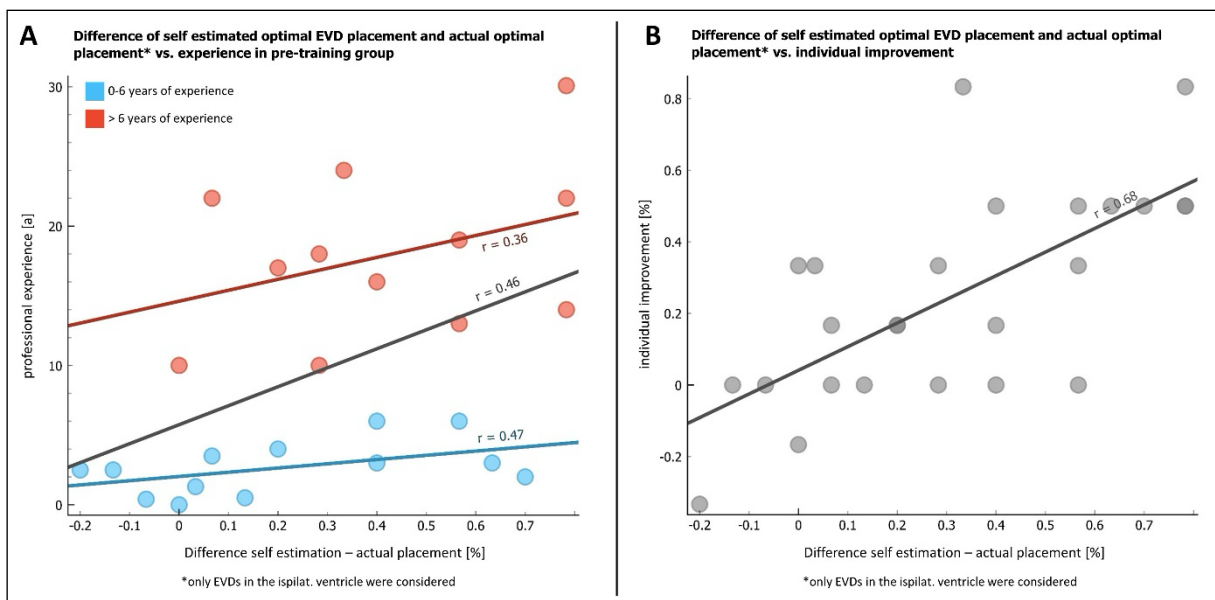 A
Difference of self estimated optimal EVD placement and actual optimal
placement* vs. experience in pre-training group
30
20
10
0
professional experience [a]
0-6 years of experience
> 6 years of experience
r = 0.36
r = 0.46
r = 0.47
-0.2
-0.1
0
0.1
0.2
0.3
0.4
0.5
0.6
0.7
Difference self estimation – actual placement [%]
*only EVDs in the ispilat. ventricle were considered
B
Difference of self estimated optimal EVD placement and actual optimal
placement* vs. individual improvement
0.8
0.6
0.4
0.2
0
-0.2
individual improvement [%]
r = 0.68
-0.2
-0.1
0
0.1
0.2
0.3
0.4
0.5
0.6
0.7
Difference self estimation – actual placement [%]
*only EVDs in the ispilat. ventricle were considered